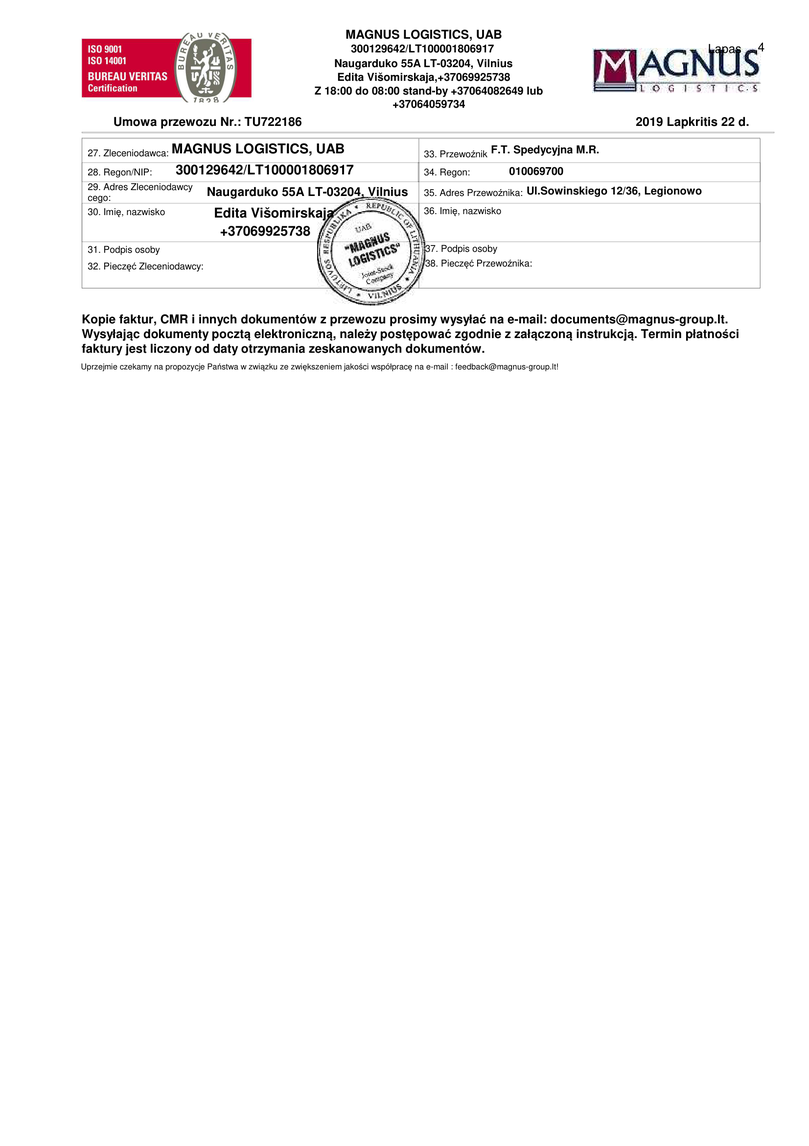 ISO 9001
ISO 14001
BUREAU VERITAS
Certification
BUREAU VERITAS
1828
MAGNUS LOGISTICS, UAB
300129642/LT100001806917
Naugarduko 55A LT-03204, Vilnius
Edita Višomirskaja,+37069925738
Z 18:00 do 08:00 stand-by +37064082649 lub
+37064059734
Lapas 4
MAGNUS
LOGISTICS
Umowa przewozu Nr.: TU722186
2019 Lapkritis 22 d.
27. Zleceniodawca: MAGNUS LOGISTICS, UAB
33. Przewoźnik F.T. Spedycyjna M.R.
28. Regon/NIP: 300129642/LT100001806917
34. Regon: 010069700
29. Adres Zleceniodawcy
cego:
Naugarduko 55A LT-03204, Vilnius
35. Adres Przewoźnika: Ul.Sowinskiego 12/36, Legionowo
30. Imię, nazwisko Edita Višomirskaja
+37069925738
36. Imię, nazwisko
31. Podpis osoby
37. Podpis osoby
32. Pieczęć Zleceniodawcy:
38. Pieczęć Przewoźnika:
LIETUVOS RESPUBLIKA * REPUBLIC OF LITHUANIA * VILNIUS *
UAB
"MAGNUS
LOGISTICS"
Joint-Stock
Company
Kopie faktur, CMR i innych dokumentów z przewozu prosimy wysyłać na e-mail: documents@magnus-group.lt.
Wysyłając dokumenty pocztą elektroniczną, należy postępować zgodnie z załączoną instrukcją. Termin płatności
faktury jest liczony od daty otrzymania zeskanowanych dokumentów.
Uprzejmie czekamy na propozycje Państwa w związku ze zwiększeniem jakości współpracę na e-mail : feedback@magnus-group.lt!